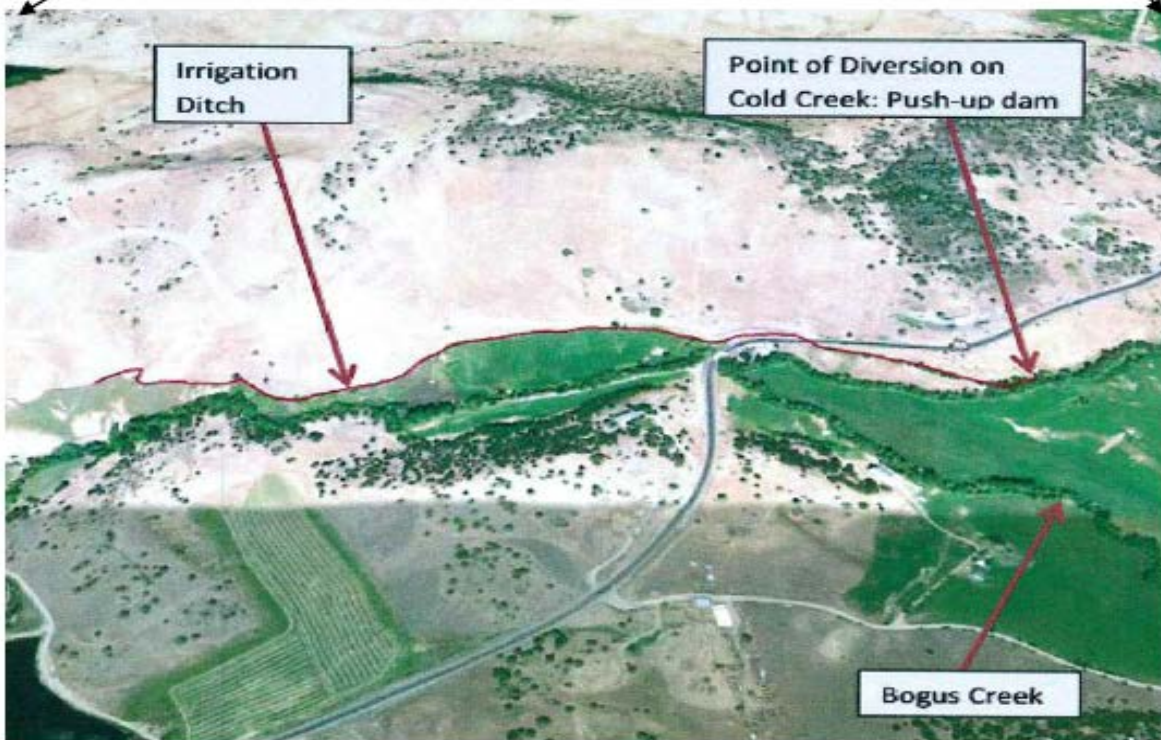 Irrigation
Ditch
Point of Diversion on
Cold Creek: Push-up dam
Bogus Creek